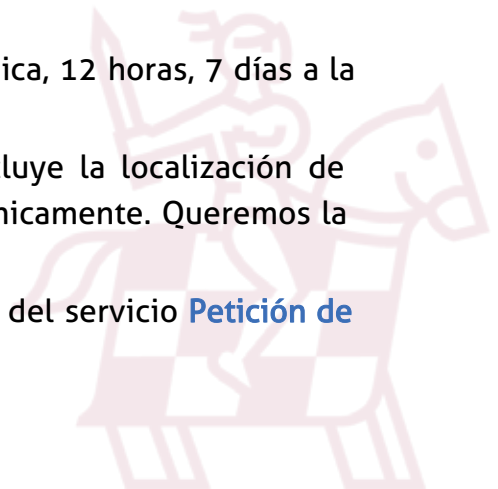 ica, 12 horas, 7 días a la
luye la localización de
nicamente. Queremos la
del servicio Petición de